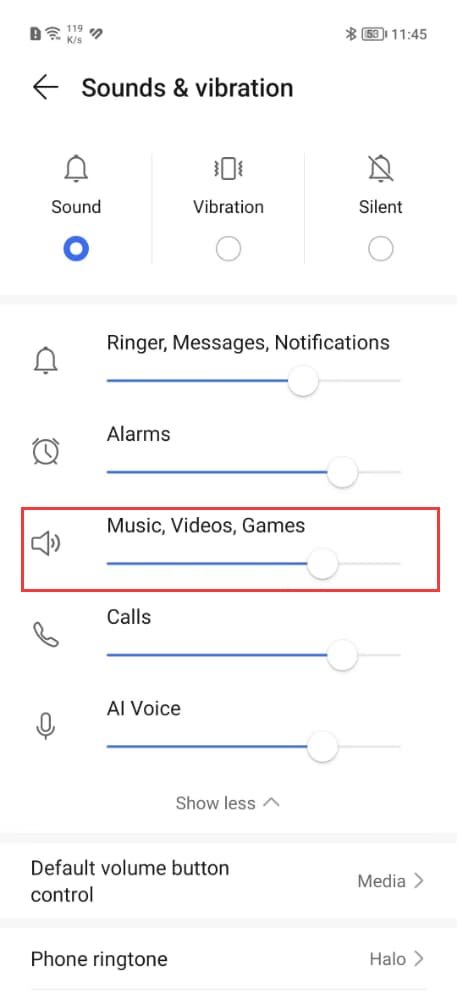 119
K/s
53
11:45
Sounds & vibration
Sound
Vibration
Silent
Ringer, Messages, Notifications
Alarms
Music, Videos, Games
Calls
AI Voice
Show less
Default volume button
control
Media
Phone ringtone
Halo